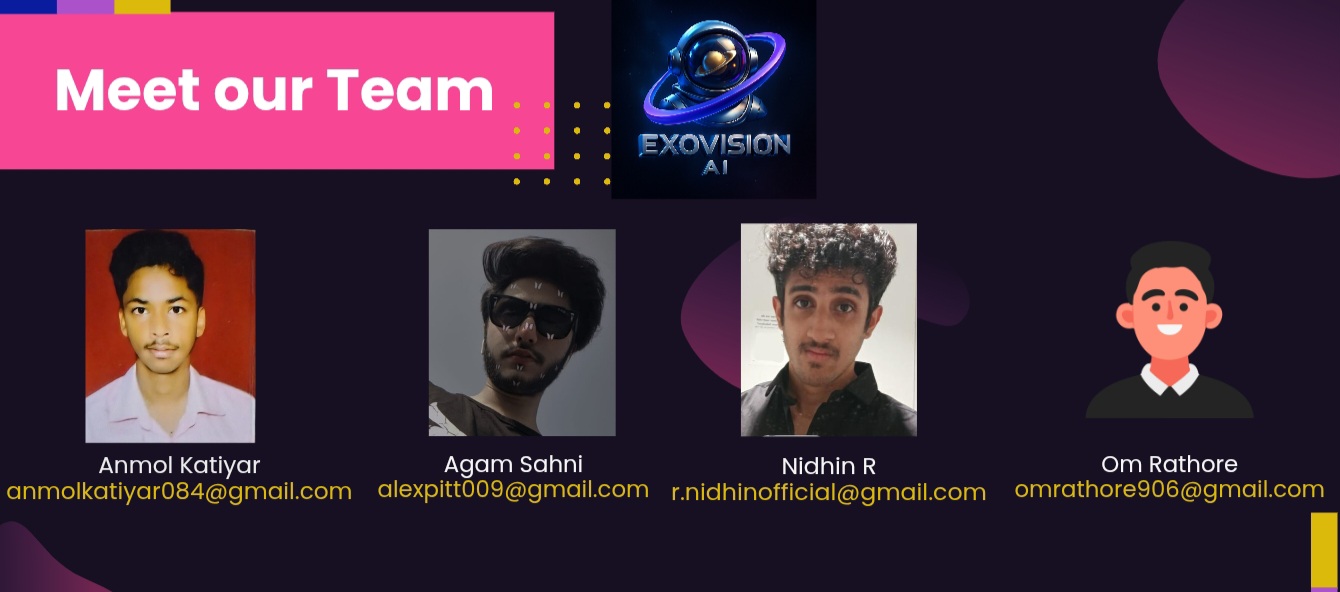 Meet our Team
EXOVISION
AI
Anmol Katiyar
anmolkatiyar084@gmail.com
Agam Sahni
alexpitt009@gmail.com
Nidhin R
r.nidhinofficial@gmail.com
Om Rathore
omrathore906@gmail.com